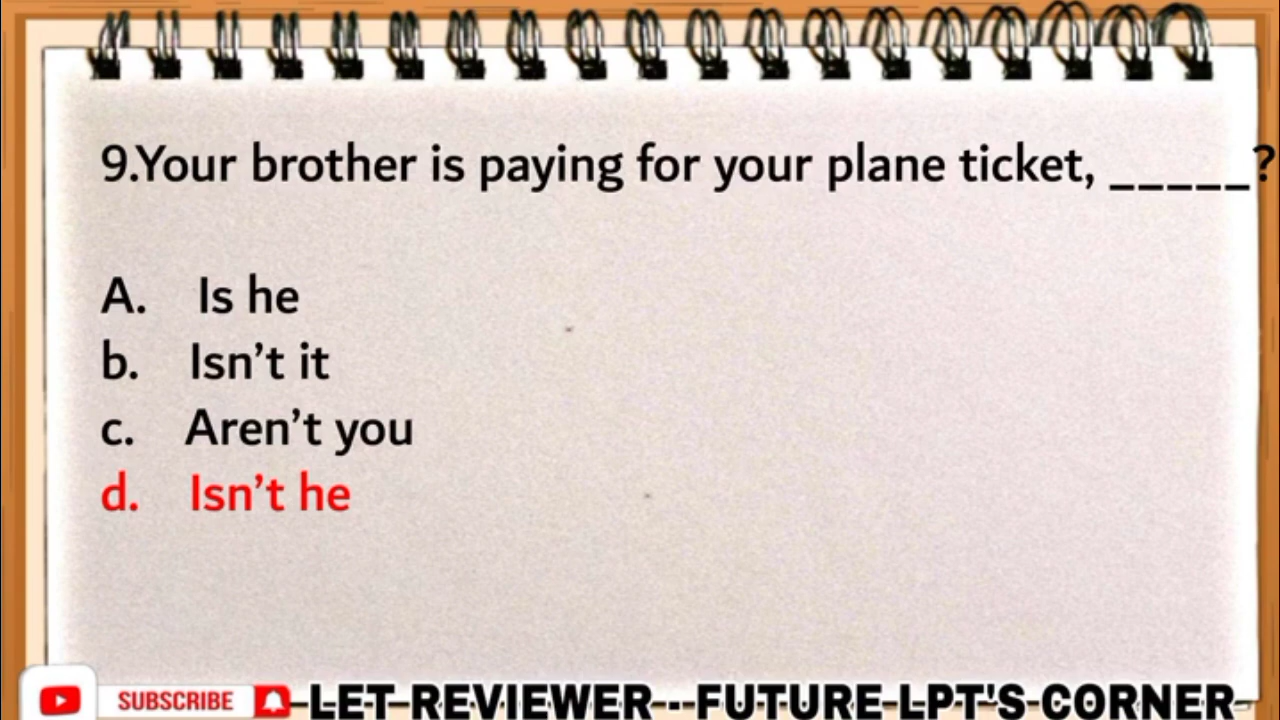 9.Your brother is paying for your plane ticket, _____?
A. Is he
b. Isn’t it
c. Aren’t you
d. Isn’t he
SUBSCRIBE LET REVIEWER - FUTURE LPT'S CORNER